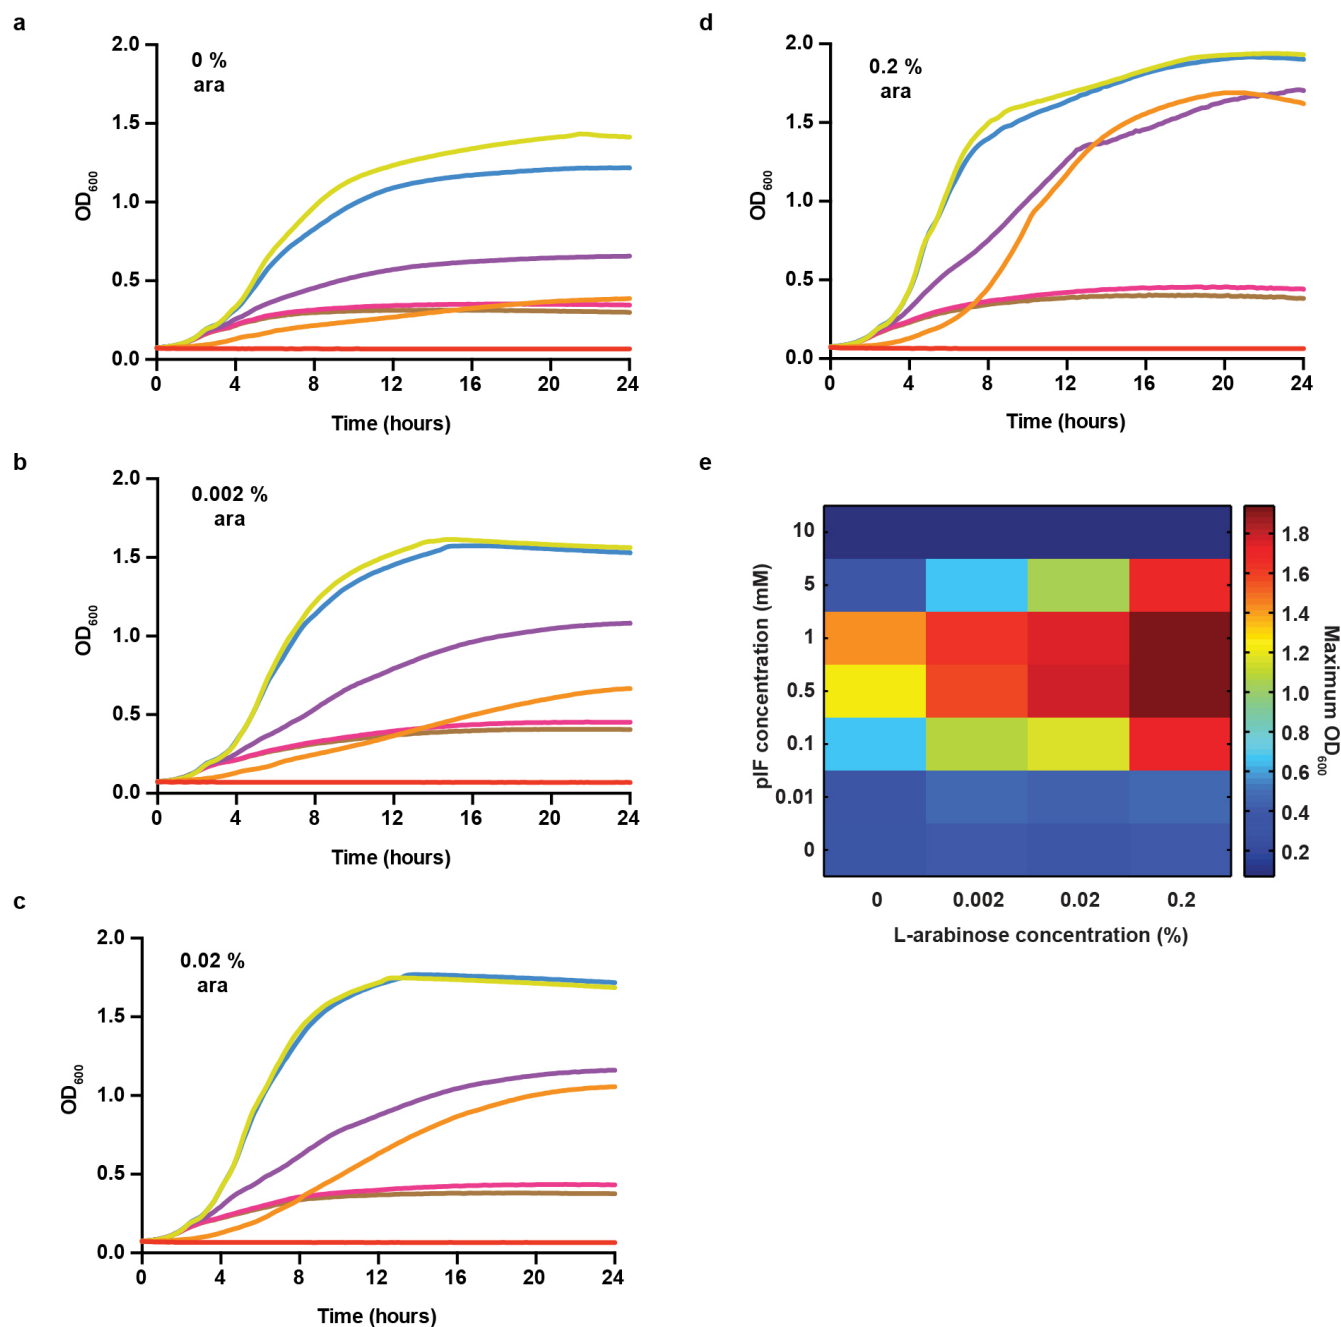 a
0 %
ara
2.0
1.5
1.0
0.5
0.0
OD600
0 4 8 12 16 20 24
Time (hours)
b
0.002 %
ara
2.0
1.5
1.0
0.5
0.0
OD600
0 4 8 12 16 20 24
Time (hours)
c
0.02 %
ara
2.0
1.5
1.0
0.5
0.0
OD600
0 4 8 12 16 20 24
Time (hours)
d
0.2 %
ara
2.0
1.5
1.0
0.5
0.0
OD600
0 4 8 12 16 20 24
Time (hours)
e
pIF concentration (mM)
10
5
1
0.5
0.1
0.01
0
0 0.002 0.02 0.2
L-arabinose concentration (%)
1.8
1.6
1.4
1.2
1.0
0.8
0.6
0.4
0.2
Maximum OD600